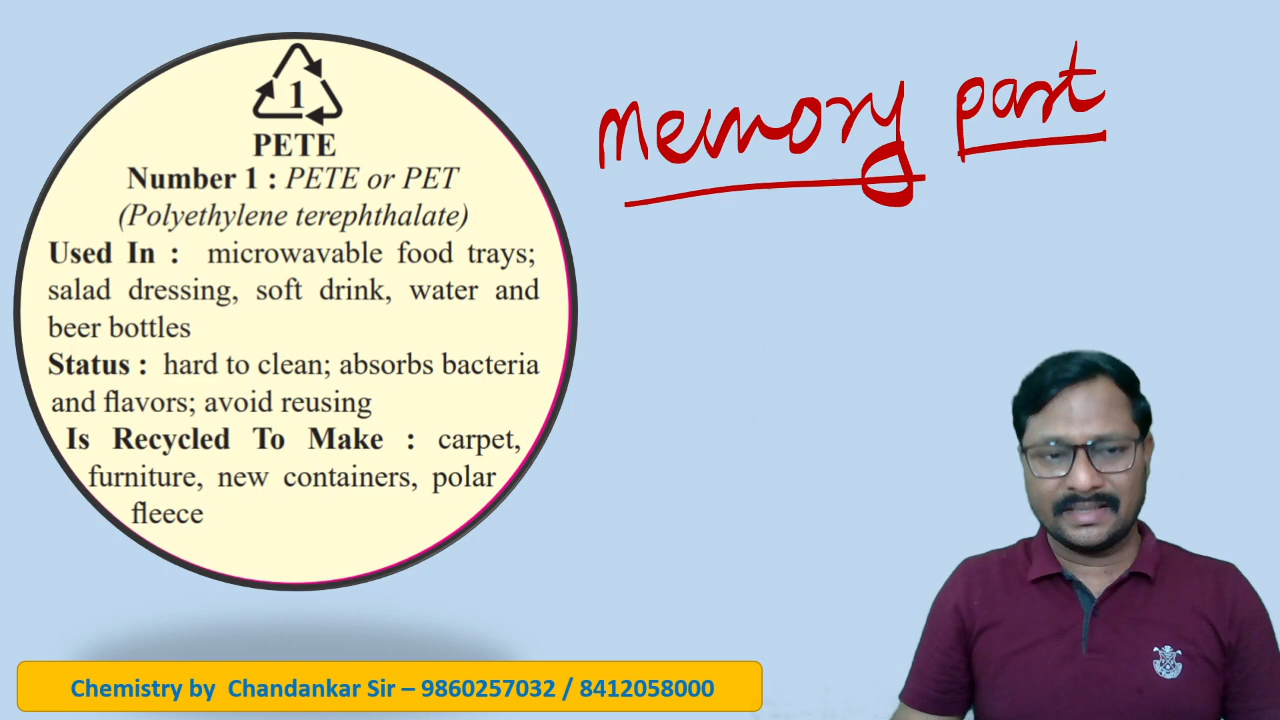 1
PETE
Number 1 : PETE or PET
(Polyethylene terephthalate)
Used In : microwavable food trays;
salad dressing, soft drink, water and
beer bottles
Status : hard to clean; absorbs bacteria
and flavors; avoid reusing
Is Recycled To Make : carpet,
furniture, new containers, polar
fleece
Memory part
Chemistry by Chandankar Sir – 9860257032 / 8412058000